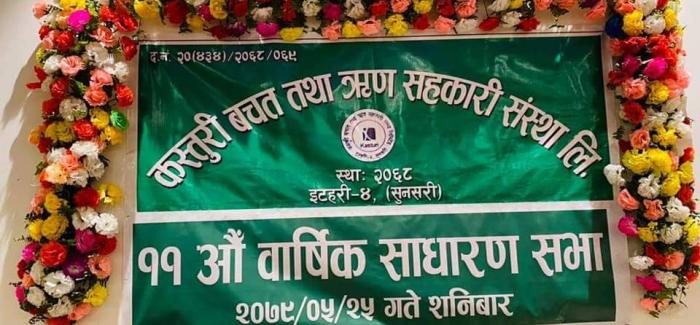 द.नं. २०(४३४)/२०६८/०६९
कस्तुरी बचत तथा ऋण सहकारी संस्था लि.
Kasturi
स्था: २०६८
इटहरी-४, (सुनसरी)
११ औं वार्षिक साधारण सभा
२०७९/०५/२५ गते शनिबार